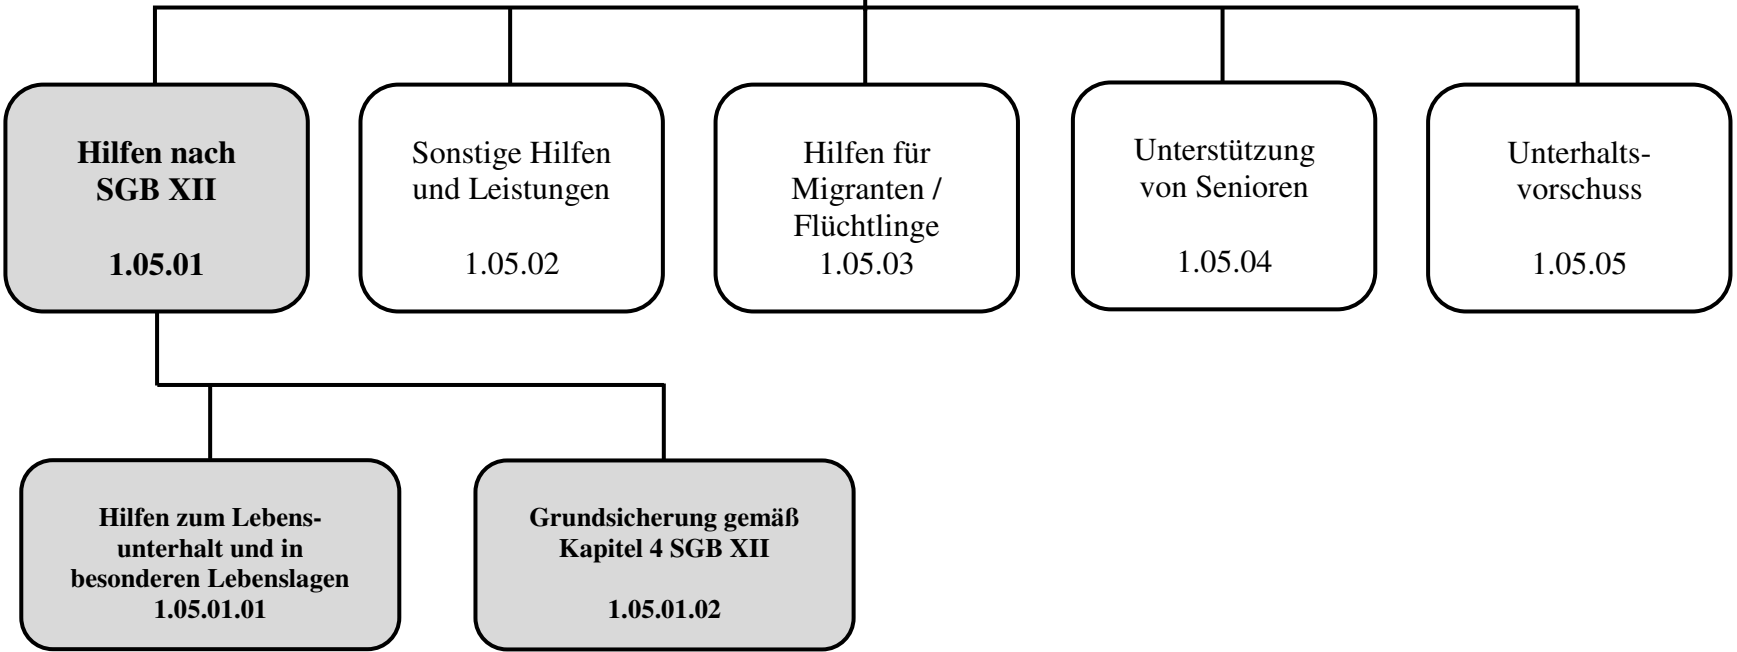 Hilfen nach
SGB XII
1.05.01
Sonstige Hilfen
und Leistungen
1.05.02
Hilfen für
Migranten /
Flüchtlinge
1.05.03
Unterstützung
von Senioren
1.05.04
Unterhalts-
vorschuss
1.05.05
Hilfen zum Lebens-
unterhalt und in
besonderen Lebenslagen
1.05.01.01
Grundsicherung gemäß
Kapitel 4 SGB XII
1.05.01.02